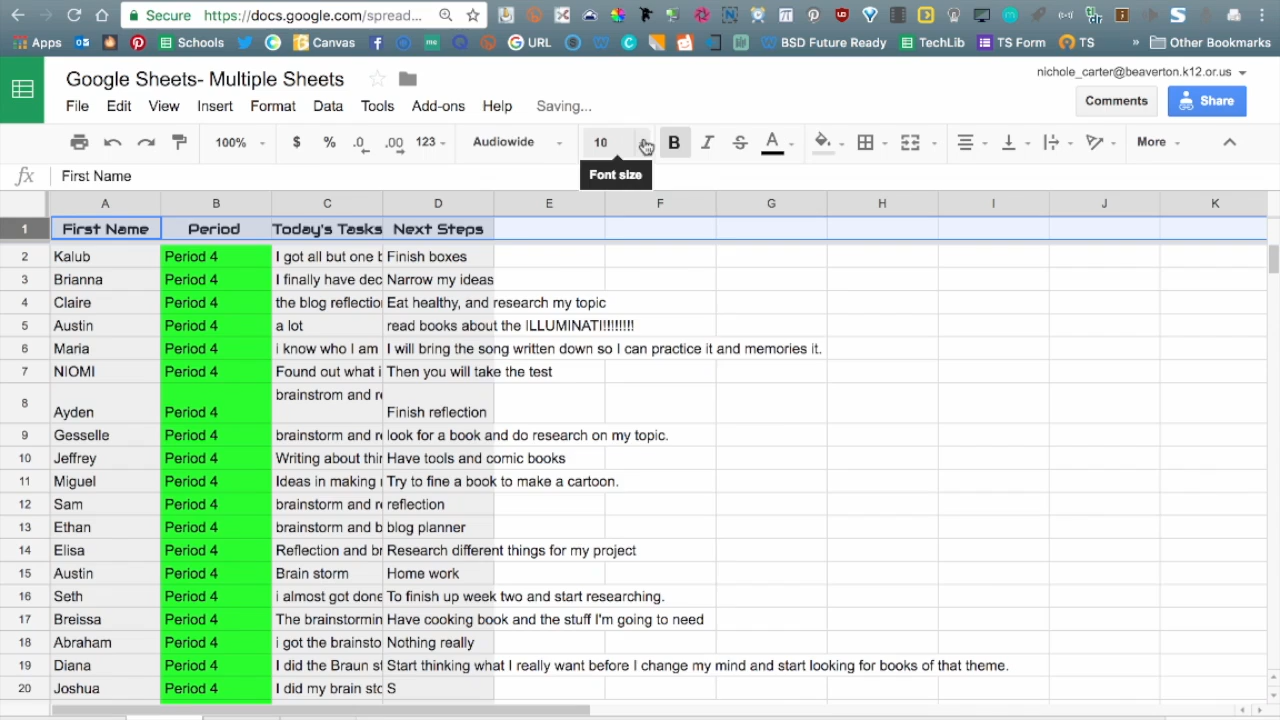 Secure https://docs.google.com/spread...
Apps Schools Canvas URL BSD Future Ready TechLib TS Form TS » Other Bookmarks
Google Sheets- Multiple Sheets
nichole_carter@beaverton.k12.or.us
File Edit View Insert Format Data Tools Add-ons Help Saving...
Comments Share
100% $ % .0 .00 123 Audiowide 10 B I S A More
Font size
fx First Name
A B C D E F G H I J K
1 First Name Period Today's Tasks Next Steps
2 Kalub Period 4 I got all but one b Finish boxes
3 Brianna Period 4 I finally have dec Narrow my ideas
4 Claire Period 4 the blog reflectio Eat healthy, and research my topic
5 Austin Period 4 a lot read books about the ILLUMINATI!!!!!!!!
6 Maria Period 4 i know who I am I will bring the song written down so I can practice it and memories it.
7 NIOMI Period 4 Found out what i Then you will take the test
8 Ayden Period 4 brainstrom and re Finish reflection
9 Gesselle Period 4 brainstorm and re look for a book and do research on my topic.
10 Jeffrey Period 4 Writing about thin Have tools and comic books
11 Miguel Period 4 Ideas in making Try to fine a book to make a cartoon.
12 Sam Period 4 brainstorm and re reflection
13 Ethan Period 4 brainstorm and b blog planner
14 Elisa Period 4 Reflection and br Research different things for my project
15 Austin Period 4 Brain storm Home work
16 Seth Period 4 i almost got done To finish up week two and start researching.
17 Breissa Period 4 The brainstormin Have cooking book and the stuff I'm going to need
18 Abraham Period 4 i got the brainsto Nothing really
19 Diana Period 4 I did the Braun st Start thinking what I really want before I change my mind and start looking for books of that theme.
20 Joshua Period 4 I did my brain sto S